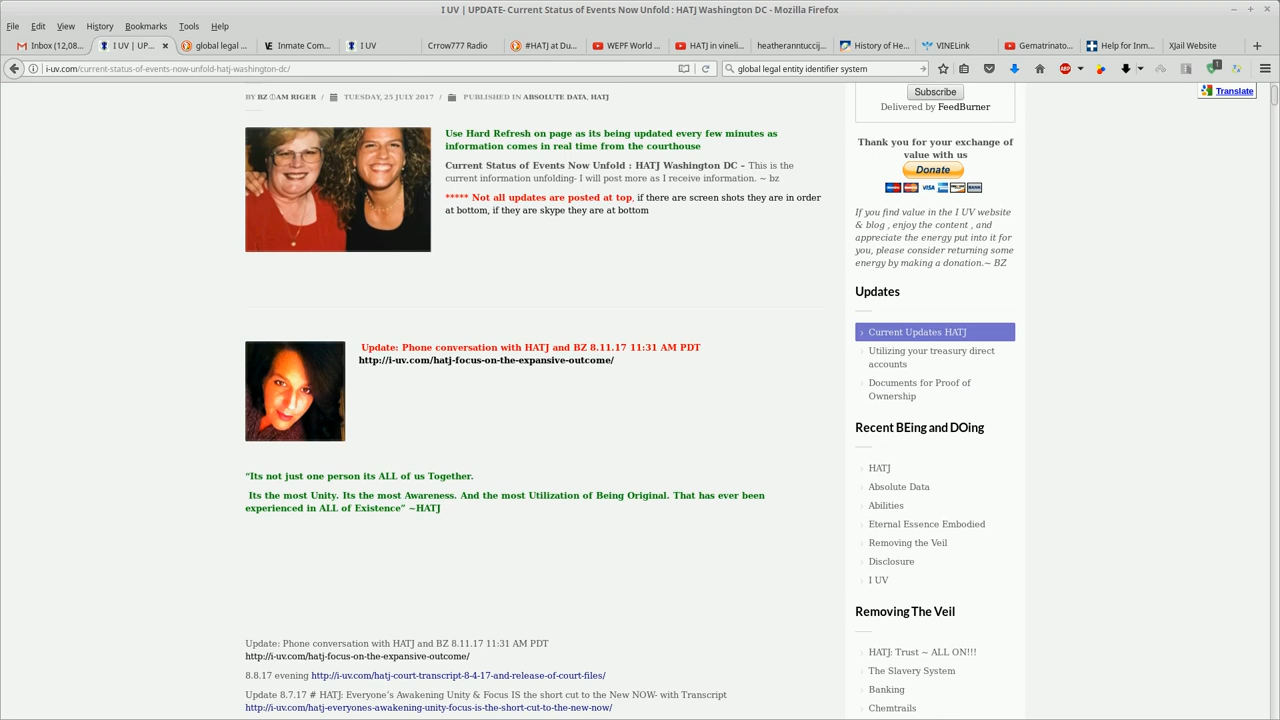 I UV | UPDATE- Current Status of Events Now Unfold : HATJ Washington DC - Mozilla Firefox
File Edit View History Bookmarks Tools Help
Inbox (12,08... I UV | UP... global legal ... Inmate Com... I UV Crrow777 Radio #HATJ at Du... WEPF World ... HATJ in vineli... heatheranntuccij... History of He... VINELink Gematrinato... Help for Inm... XJail Website
i-uv.com/current-status-of-events-now-unfold-hatj-washington-dc/ global legal entity identifier system
Translate
BY BZ ①AM RIGER / TUESDAY, 25 JULY 2017 / PUBLISHED IN ABSOLUTE DATA, HATJ
Use Hard Refresh on page as its being updated every few minutes as
information comes in real time from the courthouse
Current Status of Events Now Unfold : HATJ Washington DC – This is the
current information unfolding- I will post more as I receive information. ~ bz
***** Not all updates are posted at top, if there are screen shots they are in order
at bottom, if they are skype they are at bottom
Update: Phone conversation with HATJ and BZ 8.11.17 11:31 AM PDT
http://i-uv.com/hatj-focus-on-the-expansive-outcome/
“Its not just one person its ALL of us Together.
Its the most Unity. Its the most Awareness. And the most Utilization of Being Original. That has ever been
experienced in ALL of Existence” ~HATJ
Update: Phone conversation with HATJ and BZ 8.11.17 11:31 AM PDT
http://i-uv.com/hatj-focus-on-the-expansive-outcome/
8.8.17 evening http://i-uv.com/hatj-court-transcript-8-4-17-and-release-of-court-files/
Update 8.7.17 # HATJ: Everyone’s Awakening Unity & Focus IS the short cut to the New NOW- with Transcript
http://i-uv.com/hatj-everyones-awakening-unity-focus-is-the-short-cut-to-the-new-now/
Subscribe
Delivered by FeedBurner
Thank you for your exchange of
value with us
Donate
VISA
If you find value in the I UV website
& blog , enjoy the content , and
appreciate the energy put into it for
you, please consider returning some
energy by making a donation.~ BZ
Updates
Current Updates HATJ
Utilizing your treasury direct
accounts
Documents for Proof of
Ownership
Recent BEing and DOing
HATJ
Absolute Data
Abilities
Eternal Essence Embodied
Removing the Veil
Disclosure
I UV
Removing The Veil
HATJ: Trust ~ ALL ON!!!
The Slavery System
Banking
Chemtrails